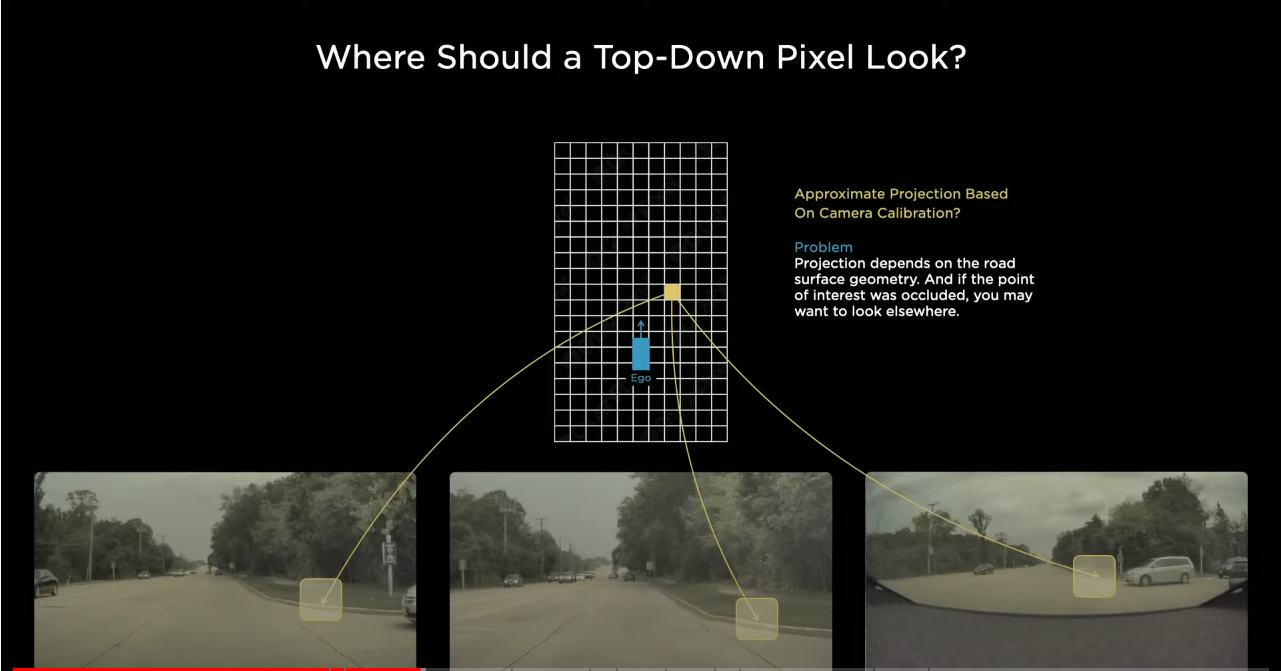 Where Should a Top-Down Pixel Look?
Approximate Projection Based
On Camera Calibration?
Problem
Projection depends on the road
surface geometry. And if the point
of interest was occluded, you may
want to look elsewhere.
Ego